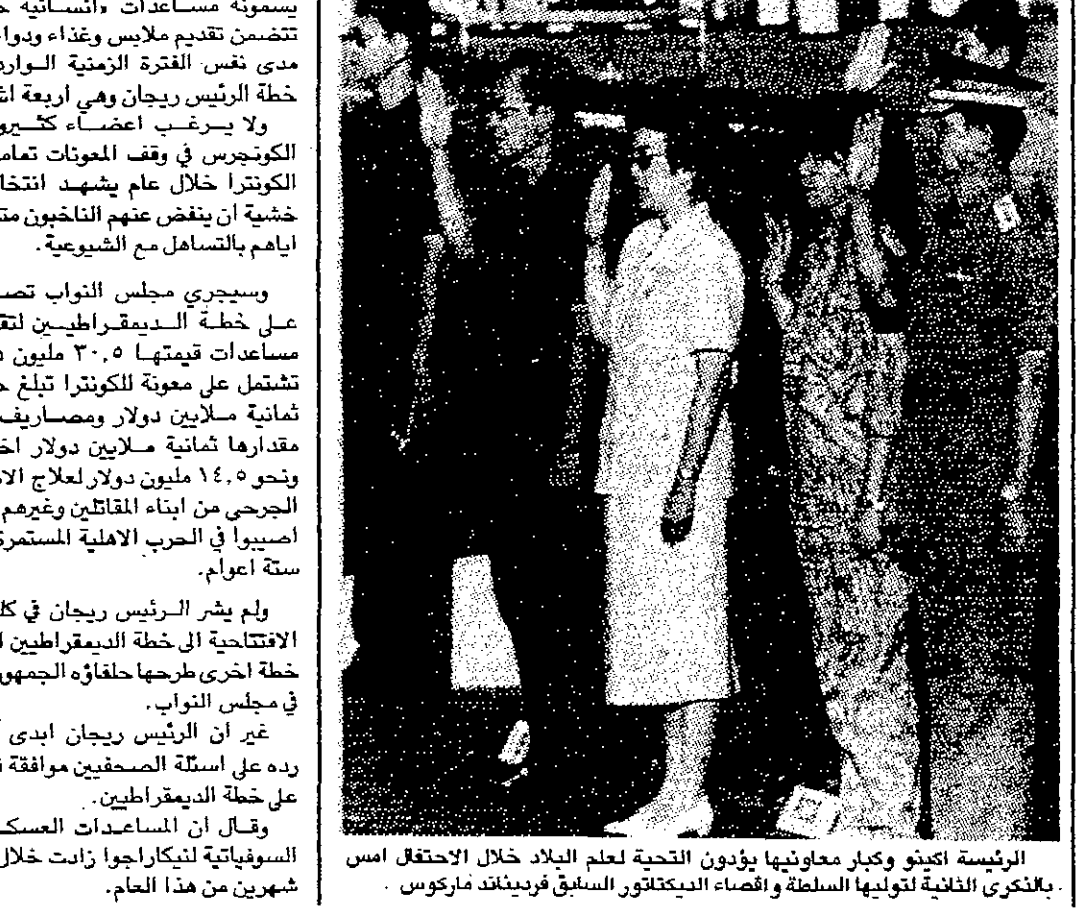 يسمونه مساعدات «انسانية
تتضمن تقديم ملابس وغذاء ودوا
مدى نفس الفترة الزمنية الوارد
خطة الرئيس ريجان وهي اربعة اش
ولا يرغب اعضاء كثيرو
الكونجرس في وقف المعونات تماما
الكونترا خلال عام يشهد انتخا
خشية ان ينفض عنهم الناخبون مت
اياهم بالتساهل مع الشيوعية.
وسيجري مجلس النواب تص
على خطة الديمقراطيين لتق
مساعدات قيمتها ٣٠,٥ مليون د
تشتمل على معونة للكونترا تبلغ ح
ثمانية ملايين دولار ومصاريف
مقدارها ثمانية ملايين دولار اخ
ونحو ١٤,٥ مليون دولار لعلاج الا
الجرحى من ابناء المقاتلين وغيرهم
اصيبوا في الحرب الاهلية المستمرة
ستة اعوام.
ولم يشر الرئيس ريجان في كل
الافتتاحية الى خطة الديمقراطيين ا
خطة اخرى طرحها حلفاؤه الجمهور
في مجلس النواب.
غير ان الرئيس ريجان ابدى
رده على اسئلة الصحفيين موافقة
على خطة الديمقراطيين.
وقال ان المساعدات العسك
السوفياتية لنيكاراجوا زادت خلال
شهرين من هذا العام.
الرئيسة اكينو وكبار معاونيها يؤدون التحية لعلم البلاد خلال الاحتفال امس
بالذكرى الثانية لتوليها السلطة واقصاء الديكتاتور السابق فرديناند ماركوس .